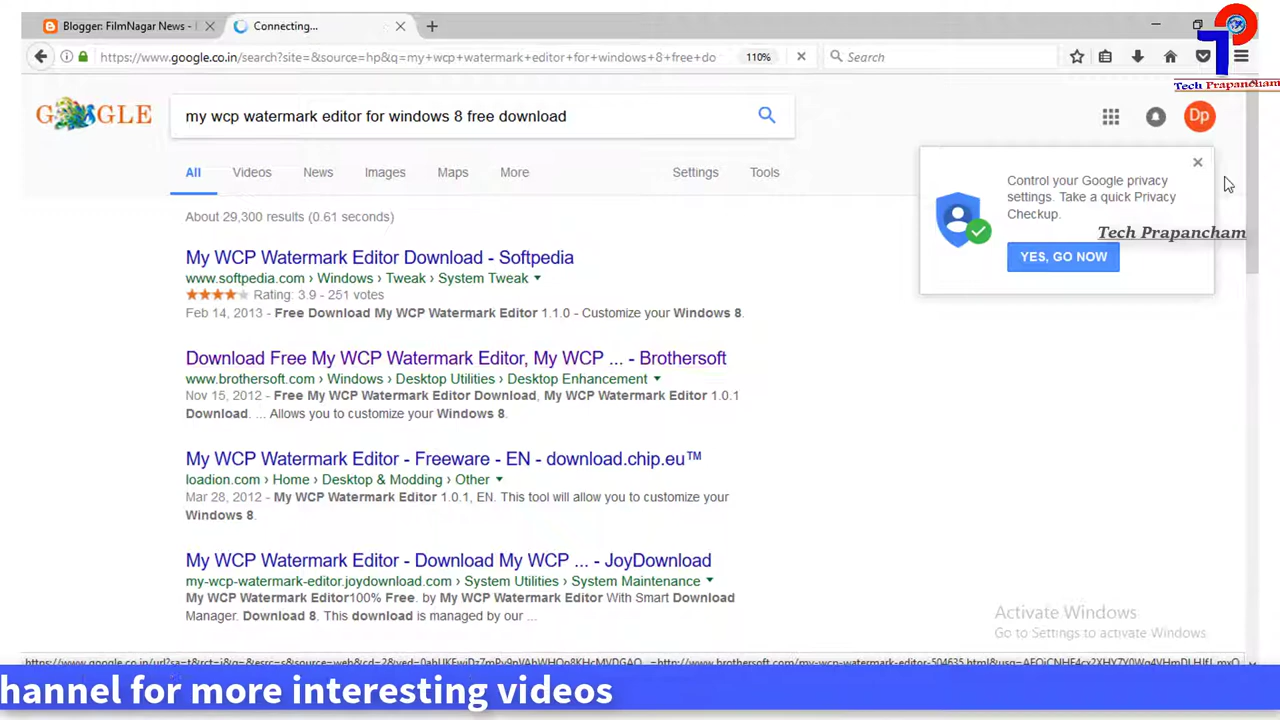 Blogger: FilmNagar News -
Connecting...
https://www.google.co.in/search?site=&source=hp&q=my+wcp+watermark+editor+for+windows+8+free+do
110%
Search
Tech Prapancham
GOOGLE
my wcp watermark editor for windows 8 free download
Dp
All
Videos
News
Images
Maps
More
Settings
Tools
Control your Google privacy
settings. Take a quick Privacy
Checkup.
Tech Prapancham
YES, GO NOW
About 29,300 results (0.61 seconds)
My WCP Watermark Editor Download - Softpedia
www.softpedia.com › Windows › Tweak › System Tweak
Rating: 3.9 - 251 votes
Feb 14, 2013 - Free Download My WCP Watermark Editor 1.1.0 - Customize your Windows 8.
Download Free My WCP Watermark Editor, My WCP ... - Brothersoft
www.brothersoft.com › Windows › Desktop Utilities › Desktop Enhancement
Nov 15, 2012 - Free My WCP Watermark Editor Download, My WCP Watermark Editor 1.0.1
Download. ... Allows you to customize your Windows 8.
My WCP Watermark Editor - Freeware - EN - download.chip.eu™
loadion.com › Home › Desktop & Modding › Other
Mar 28, 2012 - My WCP Watermark Editor 1.0.1, EN. This tool will allow you to customize your
Windows 8.
My WCP Watermark Editor - Download My WCP ... - JoyDownload
my-wcp-watermark-editor.joydownload.com › System Utilities › System Maintenance
My WCP Watermark Editor100% Free. by My WCP Watermark Editor With Smart Download
Manager. Download 8. This download is managed by our ...
Activate Windows
Go to Settings to activate Windows
hannel for more interesting videos